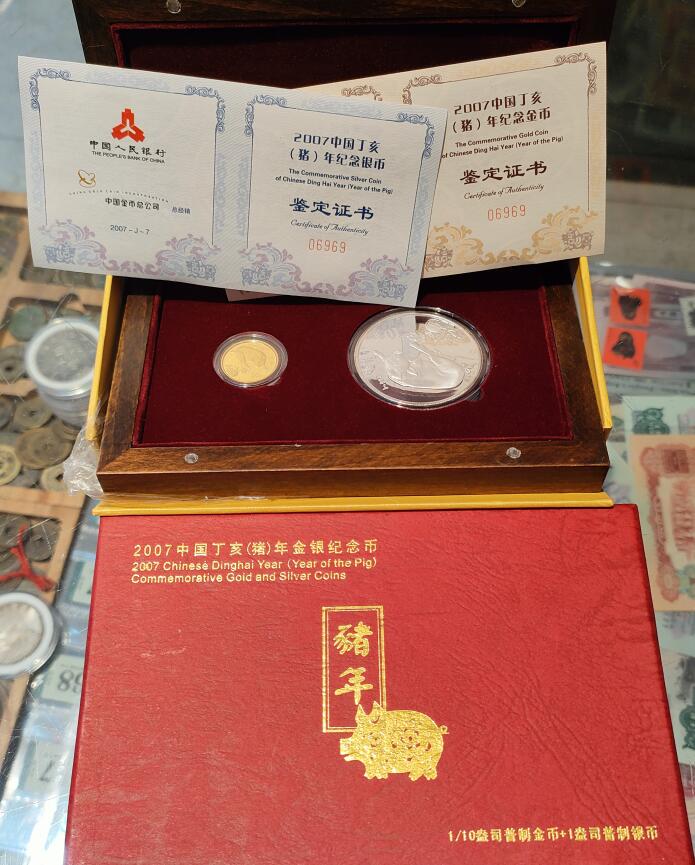 中国人民银行
THE PEOPLE'S BANK OF CHINA
CHINA GOLD COIN INCORPORATION
中国金币总公司 总经销
2007-J-7
2007中国丁亥
(猪)年纪念银币
The Commemorative Silver Coin
of Chinese Ding Hai Year (Year of the Pig)
鉴定证书
Certificate of Authenticity
06969
2007中国丁亥
(猪)年纪念金币
The Commemorative Gold Coin
of Chinese Ding Hai Year (Year of the Pig)
鉴定证书
Certificate of Authenticity
06969
2007中国丁亥(猪)年金银纪念币
2007 Chinese Dinghai Year (Year of the Pig)
Commemorative Gold and Silver Coins
豬年
1/10盎司普制金币+1盎司普制银币